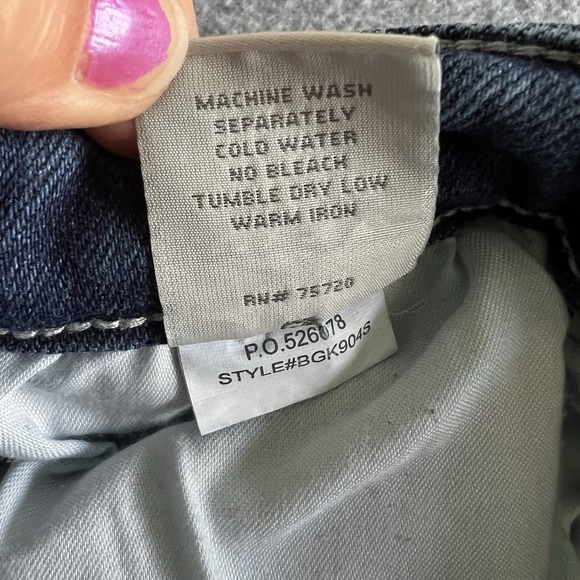 MACHINE WASH
SEPARATELY
COLD WATER
NO BLEACH
TUMBLE DRY LOW
WARM IRON
RN# 75720
P.O.526078
STYLE#BGK904S